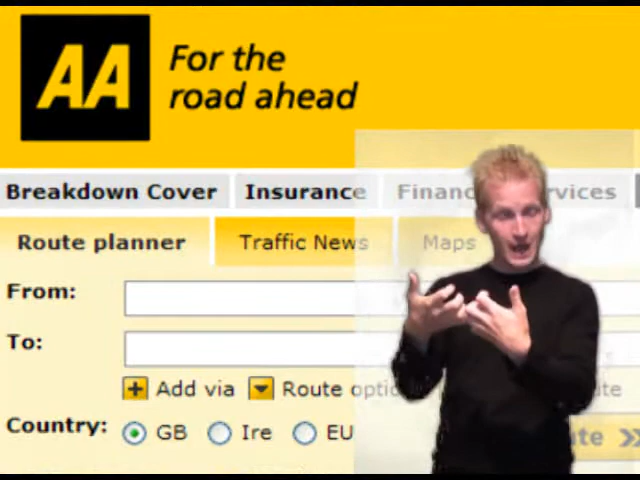 AA
For the
road ahead
Breakdown Cover
Insurance
Route planner
Traffic News
Maps
From:
To:
Add via
Route
Country:
GB
Ire
EU